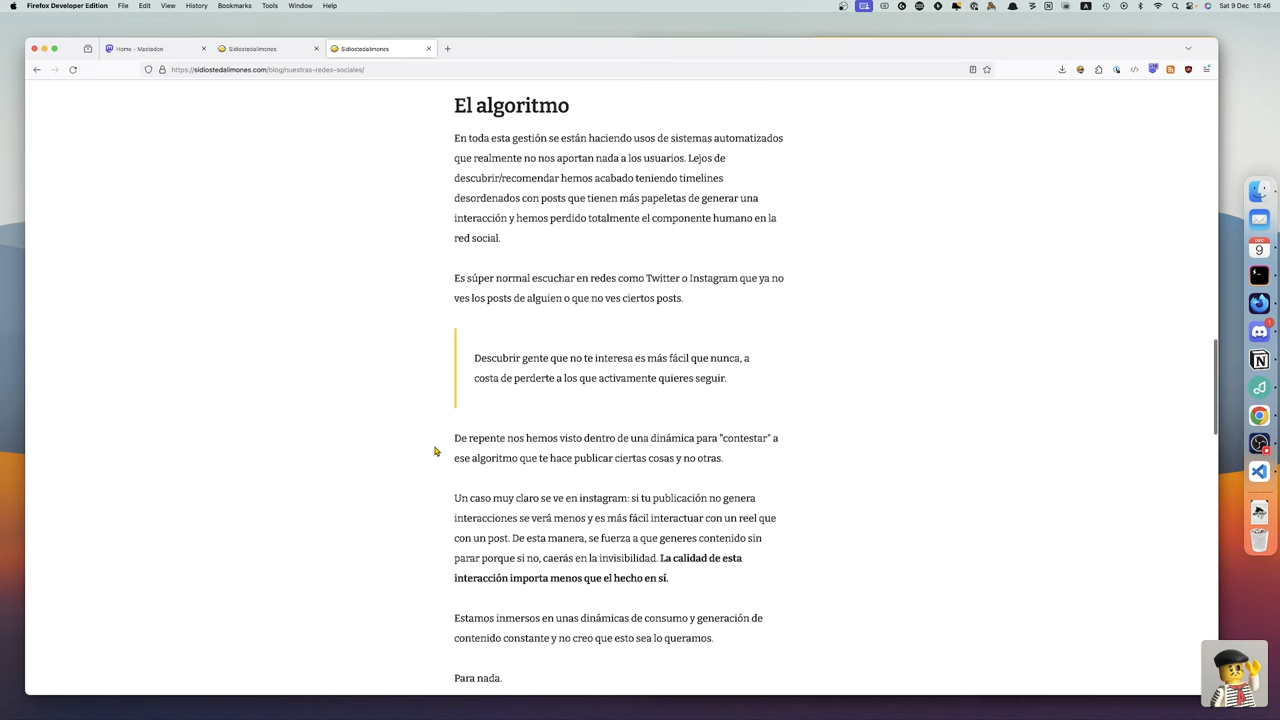 Firefox Developer Edition File Edit View History Bookmarks Tools Window Help Sat 9 Dec 18:46
Home - Mastodon Sidiostedalimones Sidiostedalimones
https://sidiostedalimones.com/blog/nuestras-redes-sociales/
El algoritmo
En toda esta gestión se están haciendo usos de sistemas automatizados
que realmente no nos aportan nada a los usuarios. Lejos de
descubrir/recomendar hemos acabado teniendo timelines
desordenados con posts que tienen más papeletas de generar una
interacción y hemos perdido totalmente el componente humano en la
red social.
Es súper normal escuchar en redes como Twitter o Instagram que ya no
ves los posts de alguien o que no ves ciertos posts.
Descubrir gente que no te interesa es más fácil que nunca, a
costa de perderte a los que activamente quieres seguir.
De repente nos hemos visto dentro de una dinámica para "contestar" a
ese algoritmo que te hace publicar ciertas cosas y no otras.
Un caso muy claro se ve en instagram: si tu publicación no genera
interacciones se verá menos y es más fácil interactuar con un reel que
con un post. De esta manera, se fuerza a que generes contenido sin
parar porque si no, caerás en la invisibilidad. La calidad de esta
interacción importa menos que el hecho en sí.
Estamos inmersos en unas dinámicas de consumo y generación de
contenido constante y no creo que esto sea lo queramos.
Para nada.